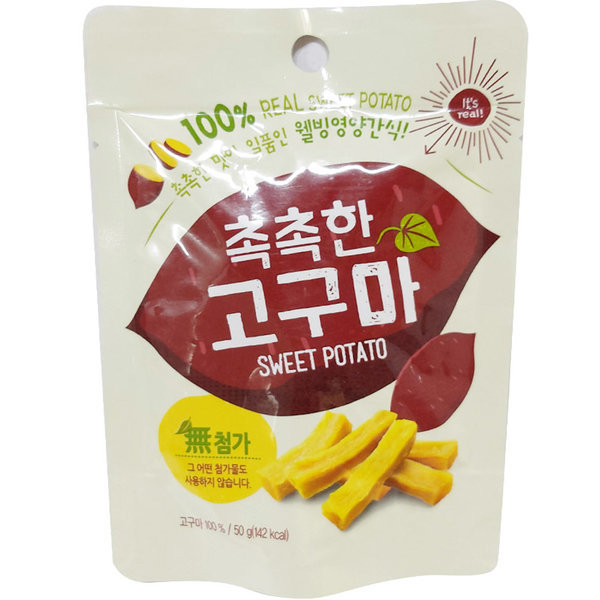 100% REAL SWEET POTATO
촉촉한 맛이 일품인 웰빙영양간식!
It's
real!
촉촉한
고구마
SWEET POTATO
無첨가
그 어떤 첨가물도
사용하지 않습니다.
고구마 100 % / 50 g(142 kcal)